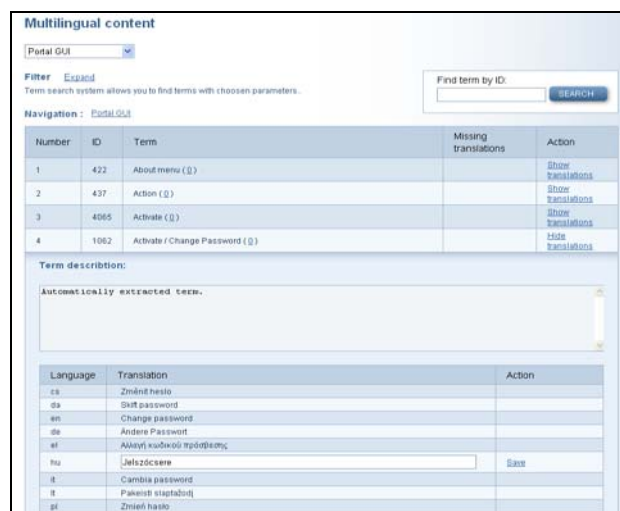 Multilingual content
Portal GUI
Filter Expand
Term search system allows you to find terms with choosen parameters.
Find term by ID:
SEARCH
Navigation : Portal GUI
Number ID Term Missing translations Action
1 422 About menu ( 0 ) Show translations
2 437 Action ( 0 ) Show translations
3 4065 Activate ( 0 ) Show translations
4 1062 Activate / Change Password ( 0 ) Hide translations
Term describtion:
Automatically extracted term.
Language Translation Action
cs Změnit heslo
da Skift password
en Change password
de Andere Passwort
el Αλλαγή κωδικού πρόσβασης
hu Jelszócsere Save
it Cambia password
lt Pakeisti slaptažodį
pl Zmień hasło